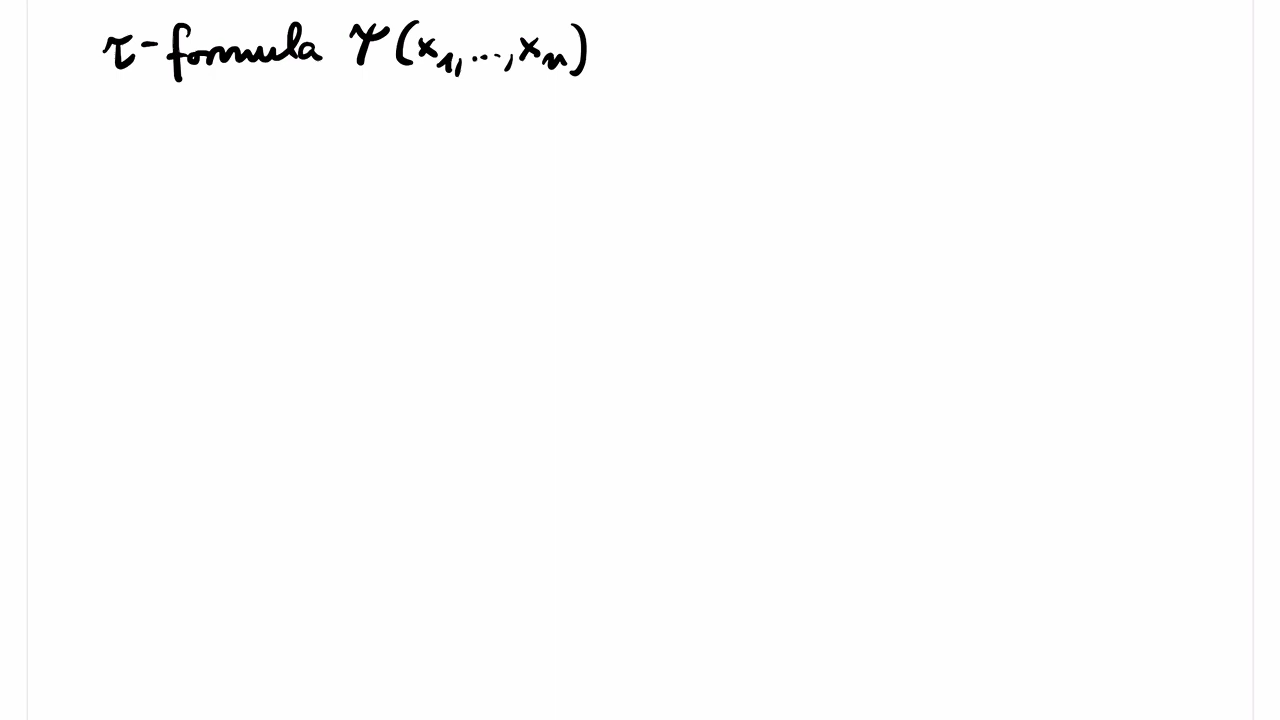 τ-formula Ψ(x₁,...,xₙ)